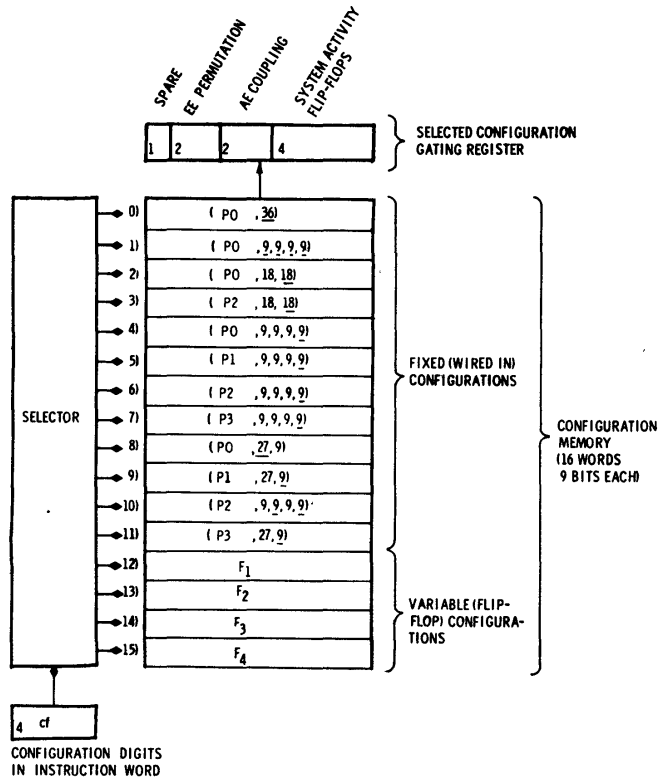 SPARE
EE PERMUTATION
AE COUPLING
SYSTEM ACTIVITY
FLIP-FLOPS
1 2 2 4
SELECTED CONFIGURATION
GATING REGISTER
SELECTOR
0) ( P0 , 36)
1) ( P0 , 9, 9, 9, 9)
2) ( P0 , 18, 18)
3) ( P2 , 18, 18)
4) ( P0 , 9, 9, 9, 9)
5) ( P1 , 9, 9, 9, 9)
6) ( P2 , 9, 9, 9, 9)
7) ( P3 , 9, 9, 9, 9)
8) ( P0 , 27, 9)
9) ( P1 , 27, 9)
10) ( P2 , 9, 9, 9, 9)
11) ( P3 , 27, 9)
12) F1
13) F2
14) F3
15) F4
FIXED (WIRED IN)
CONFIGURATIONS
VARIABLE (FLIP-
FLOP) CONFIGURA-
TIONS
CONFIGURATION
MEMORY
(16 WORDS
9 BITS EACH)
4 cf
CONFIGURATION DIGITS
IN INSTRUCTION WORD